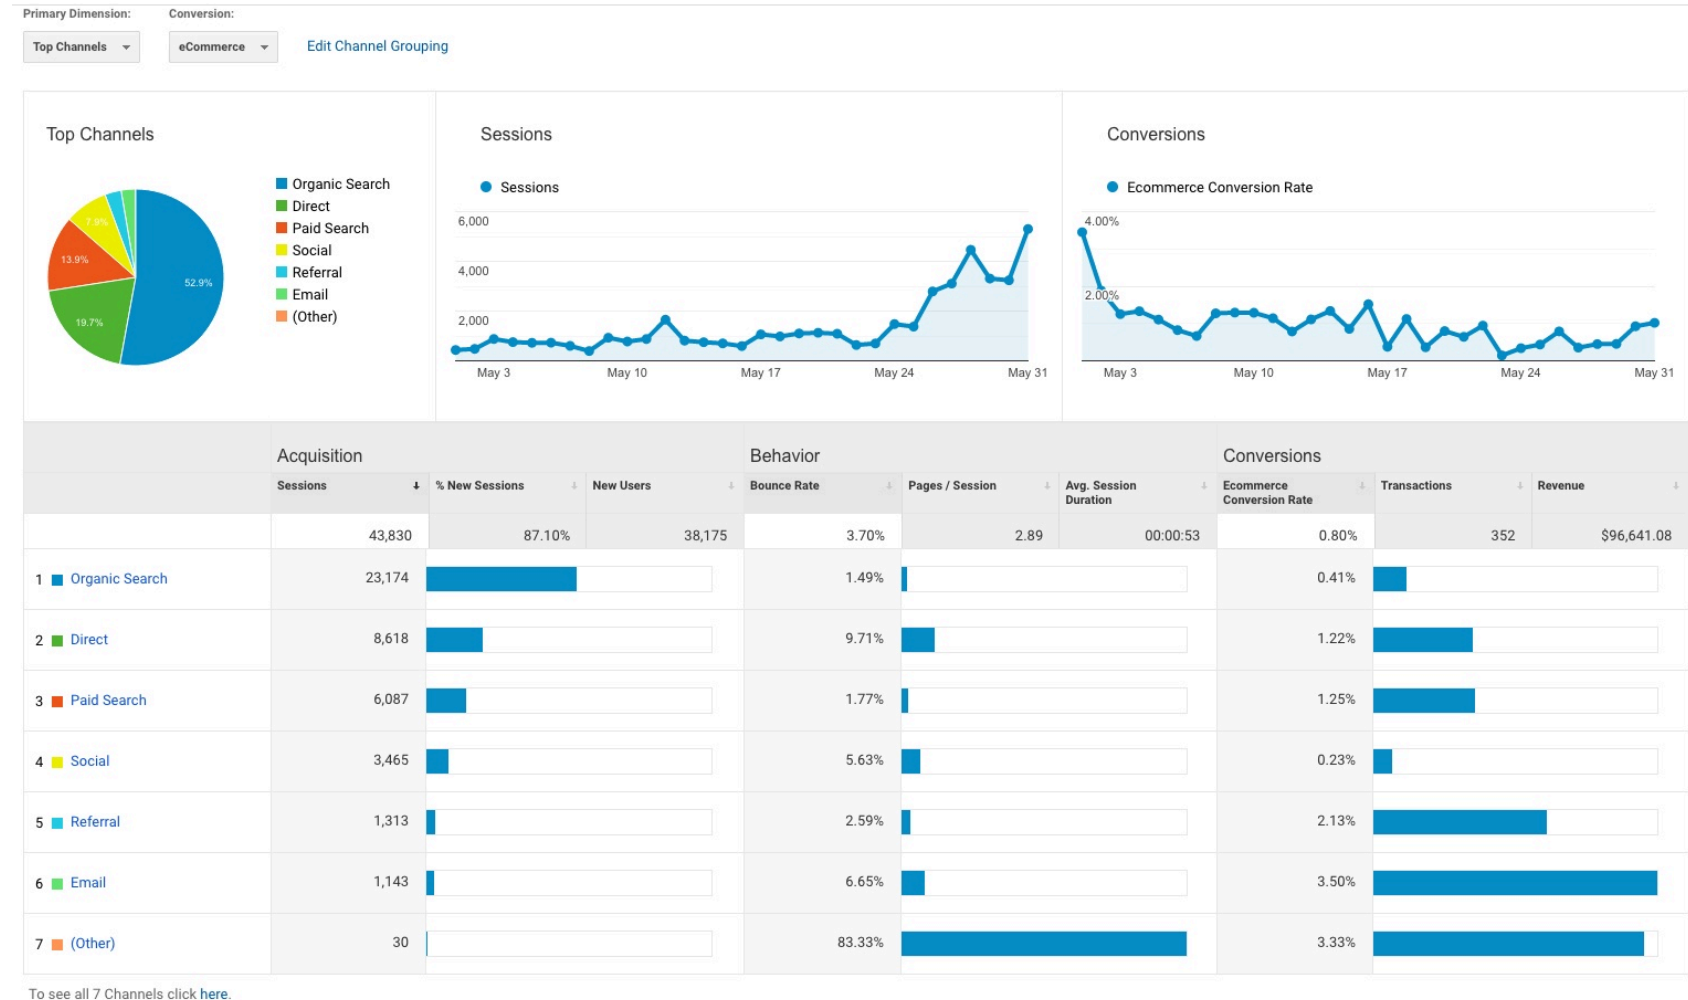 Primary Dimension: Conversion:
Top Channels eCommerce Edit Channel Grouping
Top Channels
Organic Search
Direct
Paid Search
Social
Referral
Email
(Other)
7.9%
13.9%
52.9%
19.7%
Sessions
Sessions
6,000
4,000
2,000
May 3 May 10 May 17 May 24 May 31
Conversions
Ecommerce Conversion Rate
4.00%
2.00%
May 3 May 10 May 17 May 24 May 31
Acquisition Behavior Conversions
Sessions % New Sessions New Users Bounce Rate Pages / Session Avg. Session Duration Ecommerce Conversion Rate Transactions Revenue
43,830 87.10% 38,175 3.70% 2.89 00:00:53 0.80% 352 $96,641.08
1 Organic Search 23,174 1.49% 0.41%
2 Direct 8,618 9.71% 1.22%
3 Paid Search 6,087 1.77% 1.25%
4 Social 3,465 5.63% 0.23%
5 Referral 1,313 2.59% 2.13%
6 Email 1,143 6.65% 3.50%
7 (Other) 30 83.33% 3.33%
To see all 7 Channels click here.